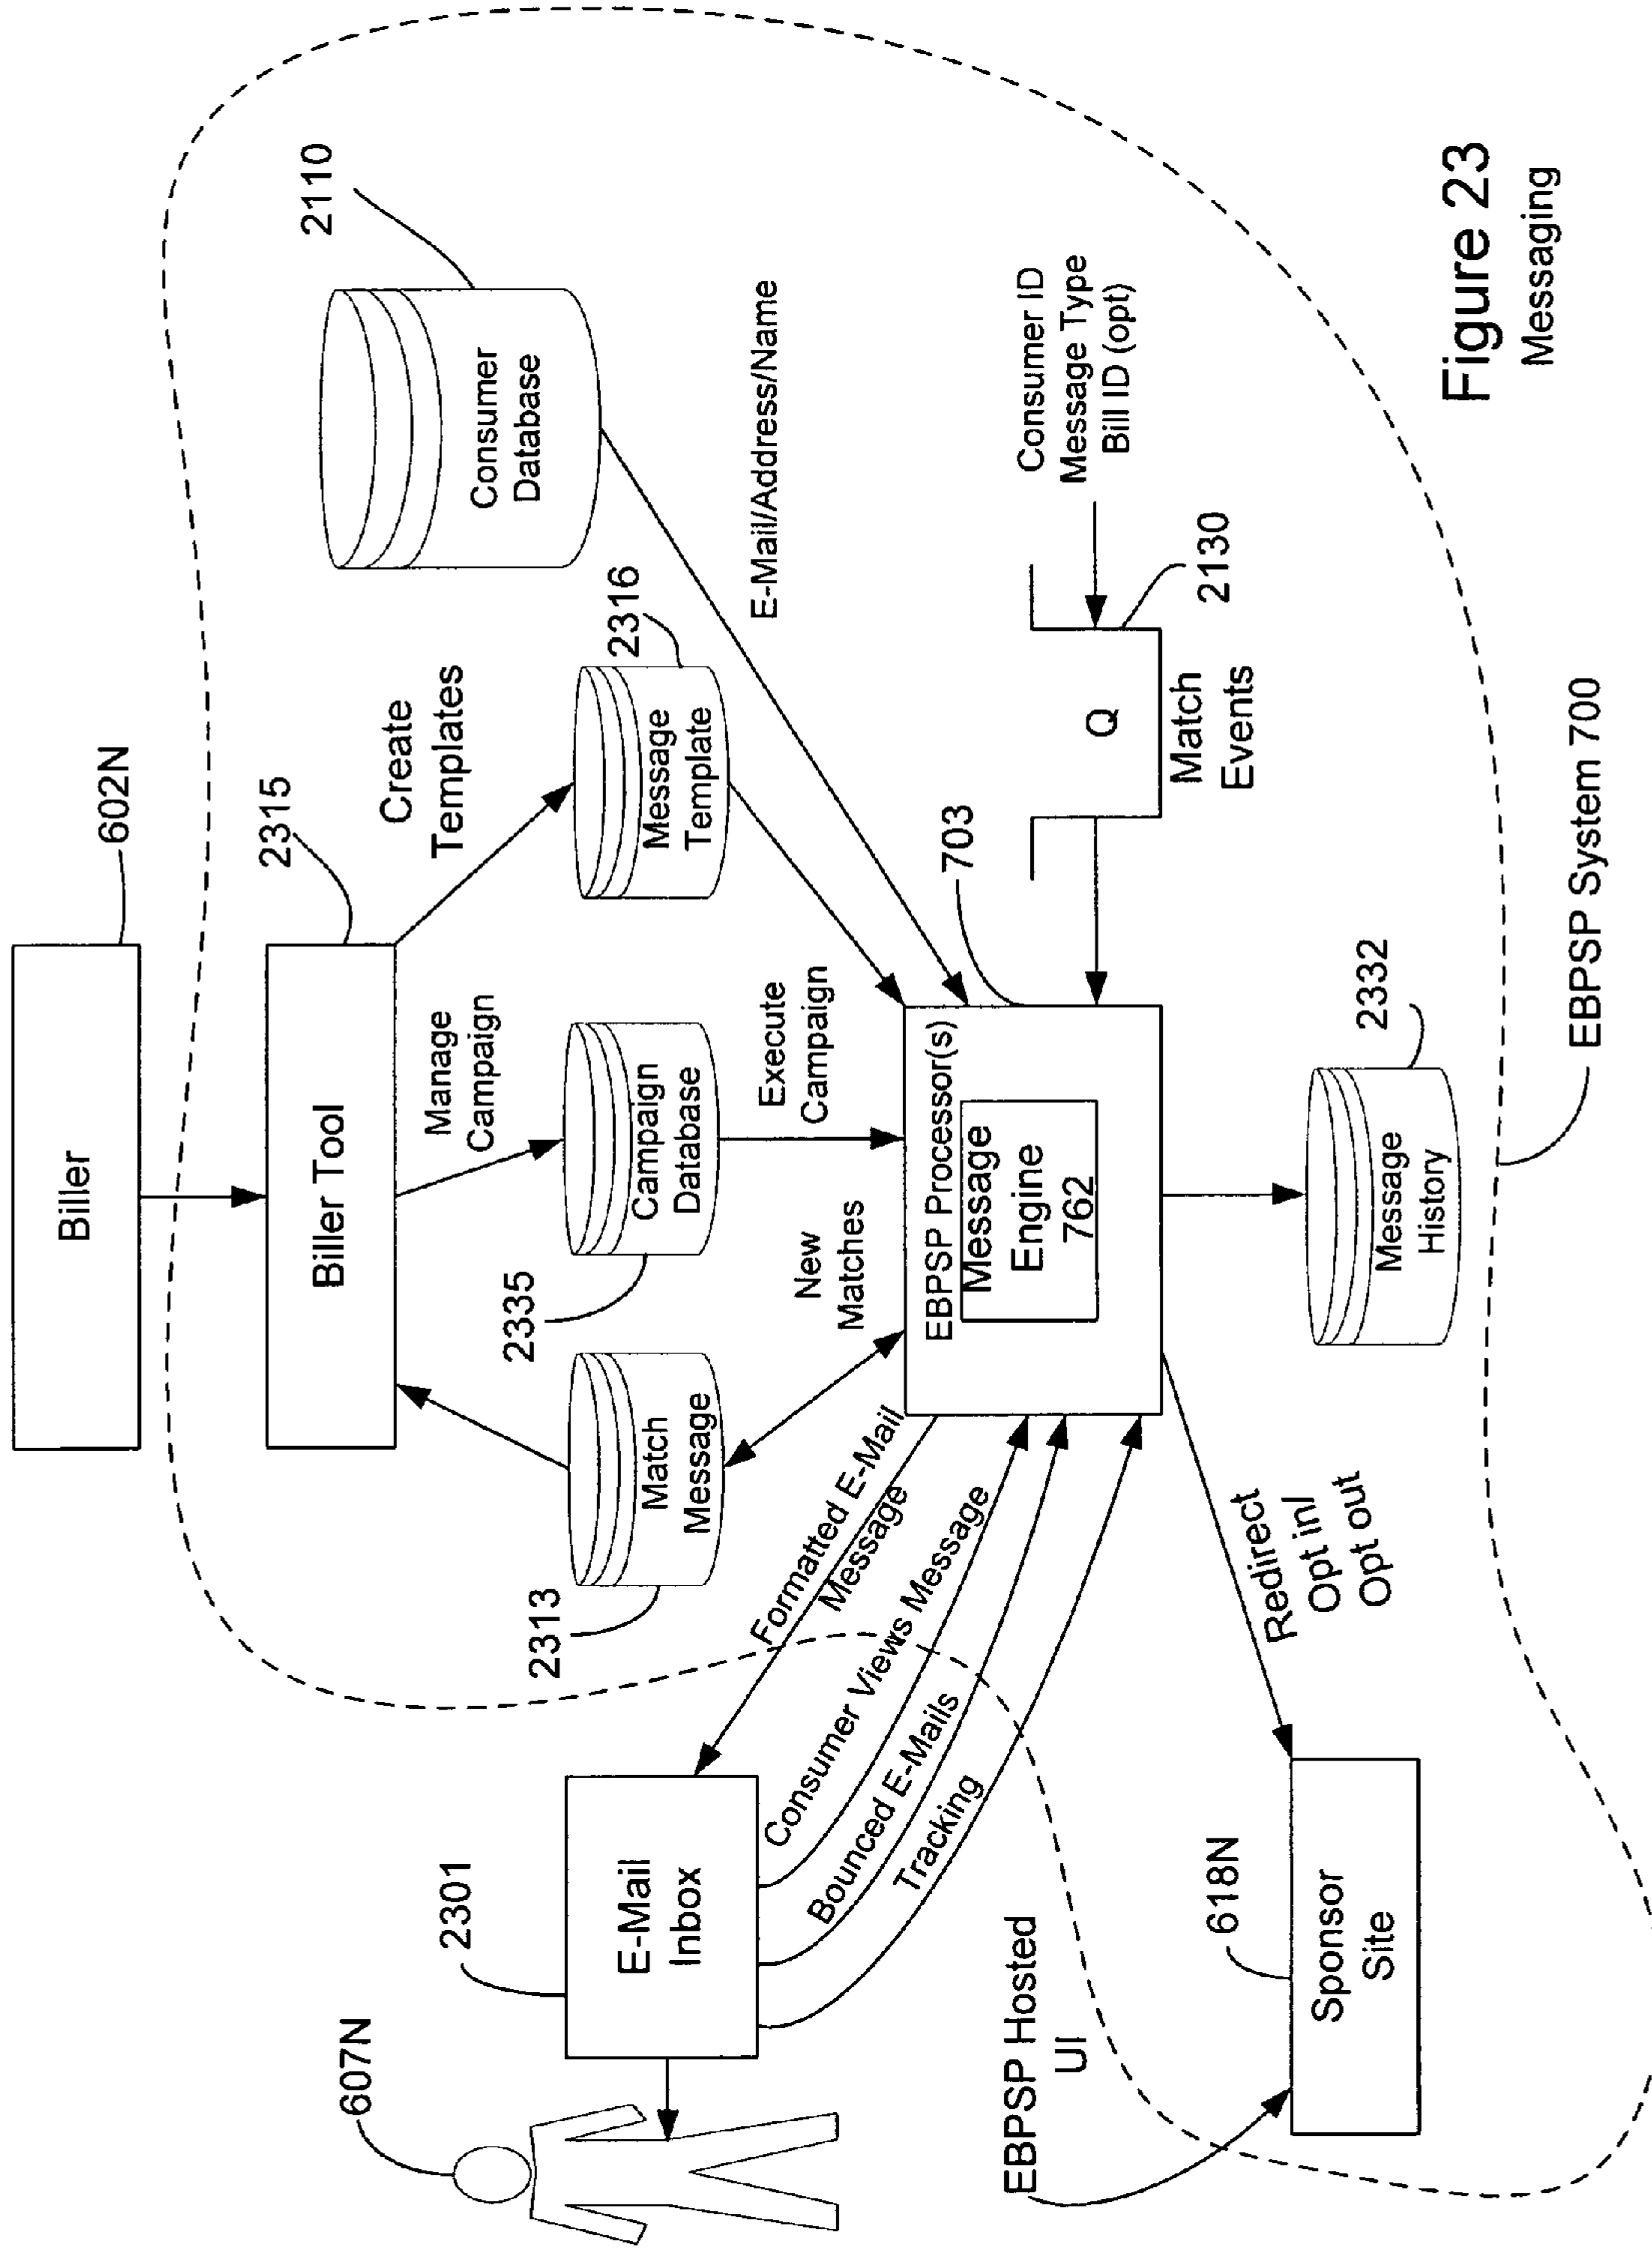 Biller
602N
Biller Tool
2315
Manage
Campaign
Create
Templates
2110
Consumer
Database
2313
Match
Message
2335
Campaign
Database
2316
Message
Template
New
Matches
Execute
Campaign
E-Mail/Address/Name
607N
2301
E-Mail
Inbox
Formatted E-Mail
Message
Consumer Views Message
Bounced E-Mails
Tracking
EBPSP Processor(s)
Message
Engine
762
703
Q
Match
Events
2130
Consumer ID
Message Type
Bill ID (opt)
EBPSP Hosted
UI
618N
Sponsor
Site
Redirect
Opt in/
Opt out
Message
History
2332
EBPSP System 700
Figure 23
Messaging